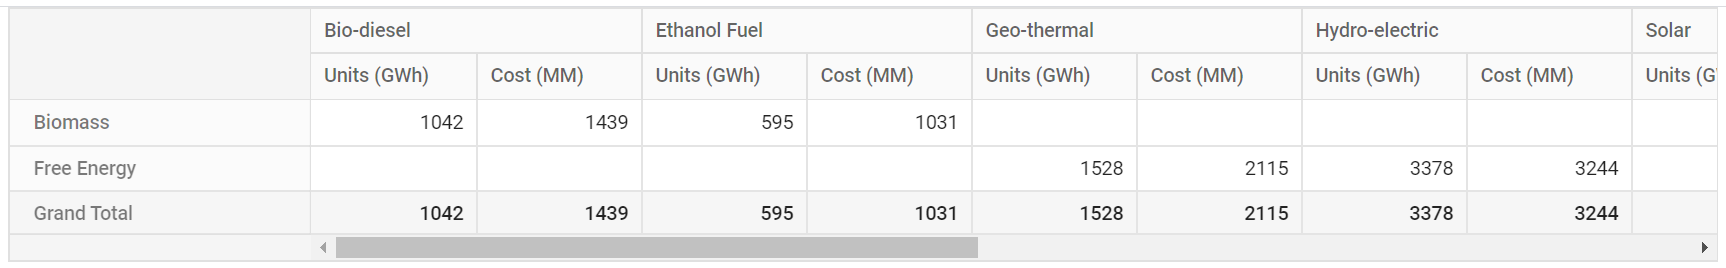 Bio-diesel Ethanol Fuel Geo-thermal Hydro-electric Solar
Units (GWh) Cost (MM) Units (GWh) Cost (MM) Units (GWh) Cost (MM) Units (GWh) Cost (MM) Units (G
Biomass 1042 1439 595 1031
Free Energy 1528 2115 3378 3244
Grand Total 1042 1439 595 1031 1528 2115 3378 3244